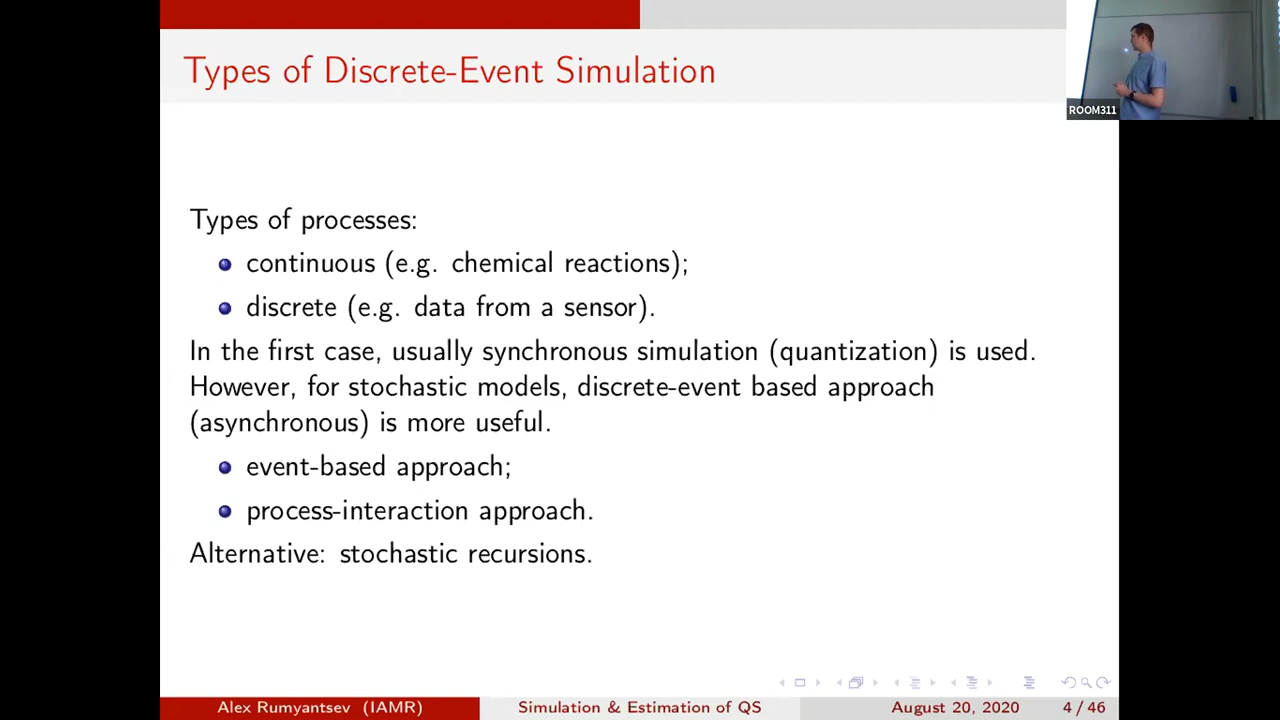 Types of Discrete-Event Simulation
ROOM311
Types of processes:
continuous (e.g. chemical reactions);
discrete (e.g. data from a sensor).
In the first case, usually synchronous simulation (quantization) is used.
However, for stochastic models, discrete-event based approach
(asynchronous) is more useful.
event-based approach;
process-interaction approach.
Alternative: stochastic recursions.
Alex Rumyantsev (IAMR) Simulation & Estimation of QS August 20, 2020 4 / 46